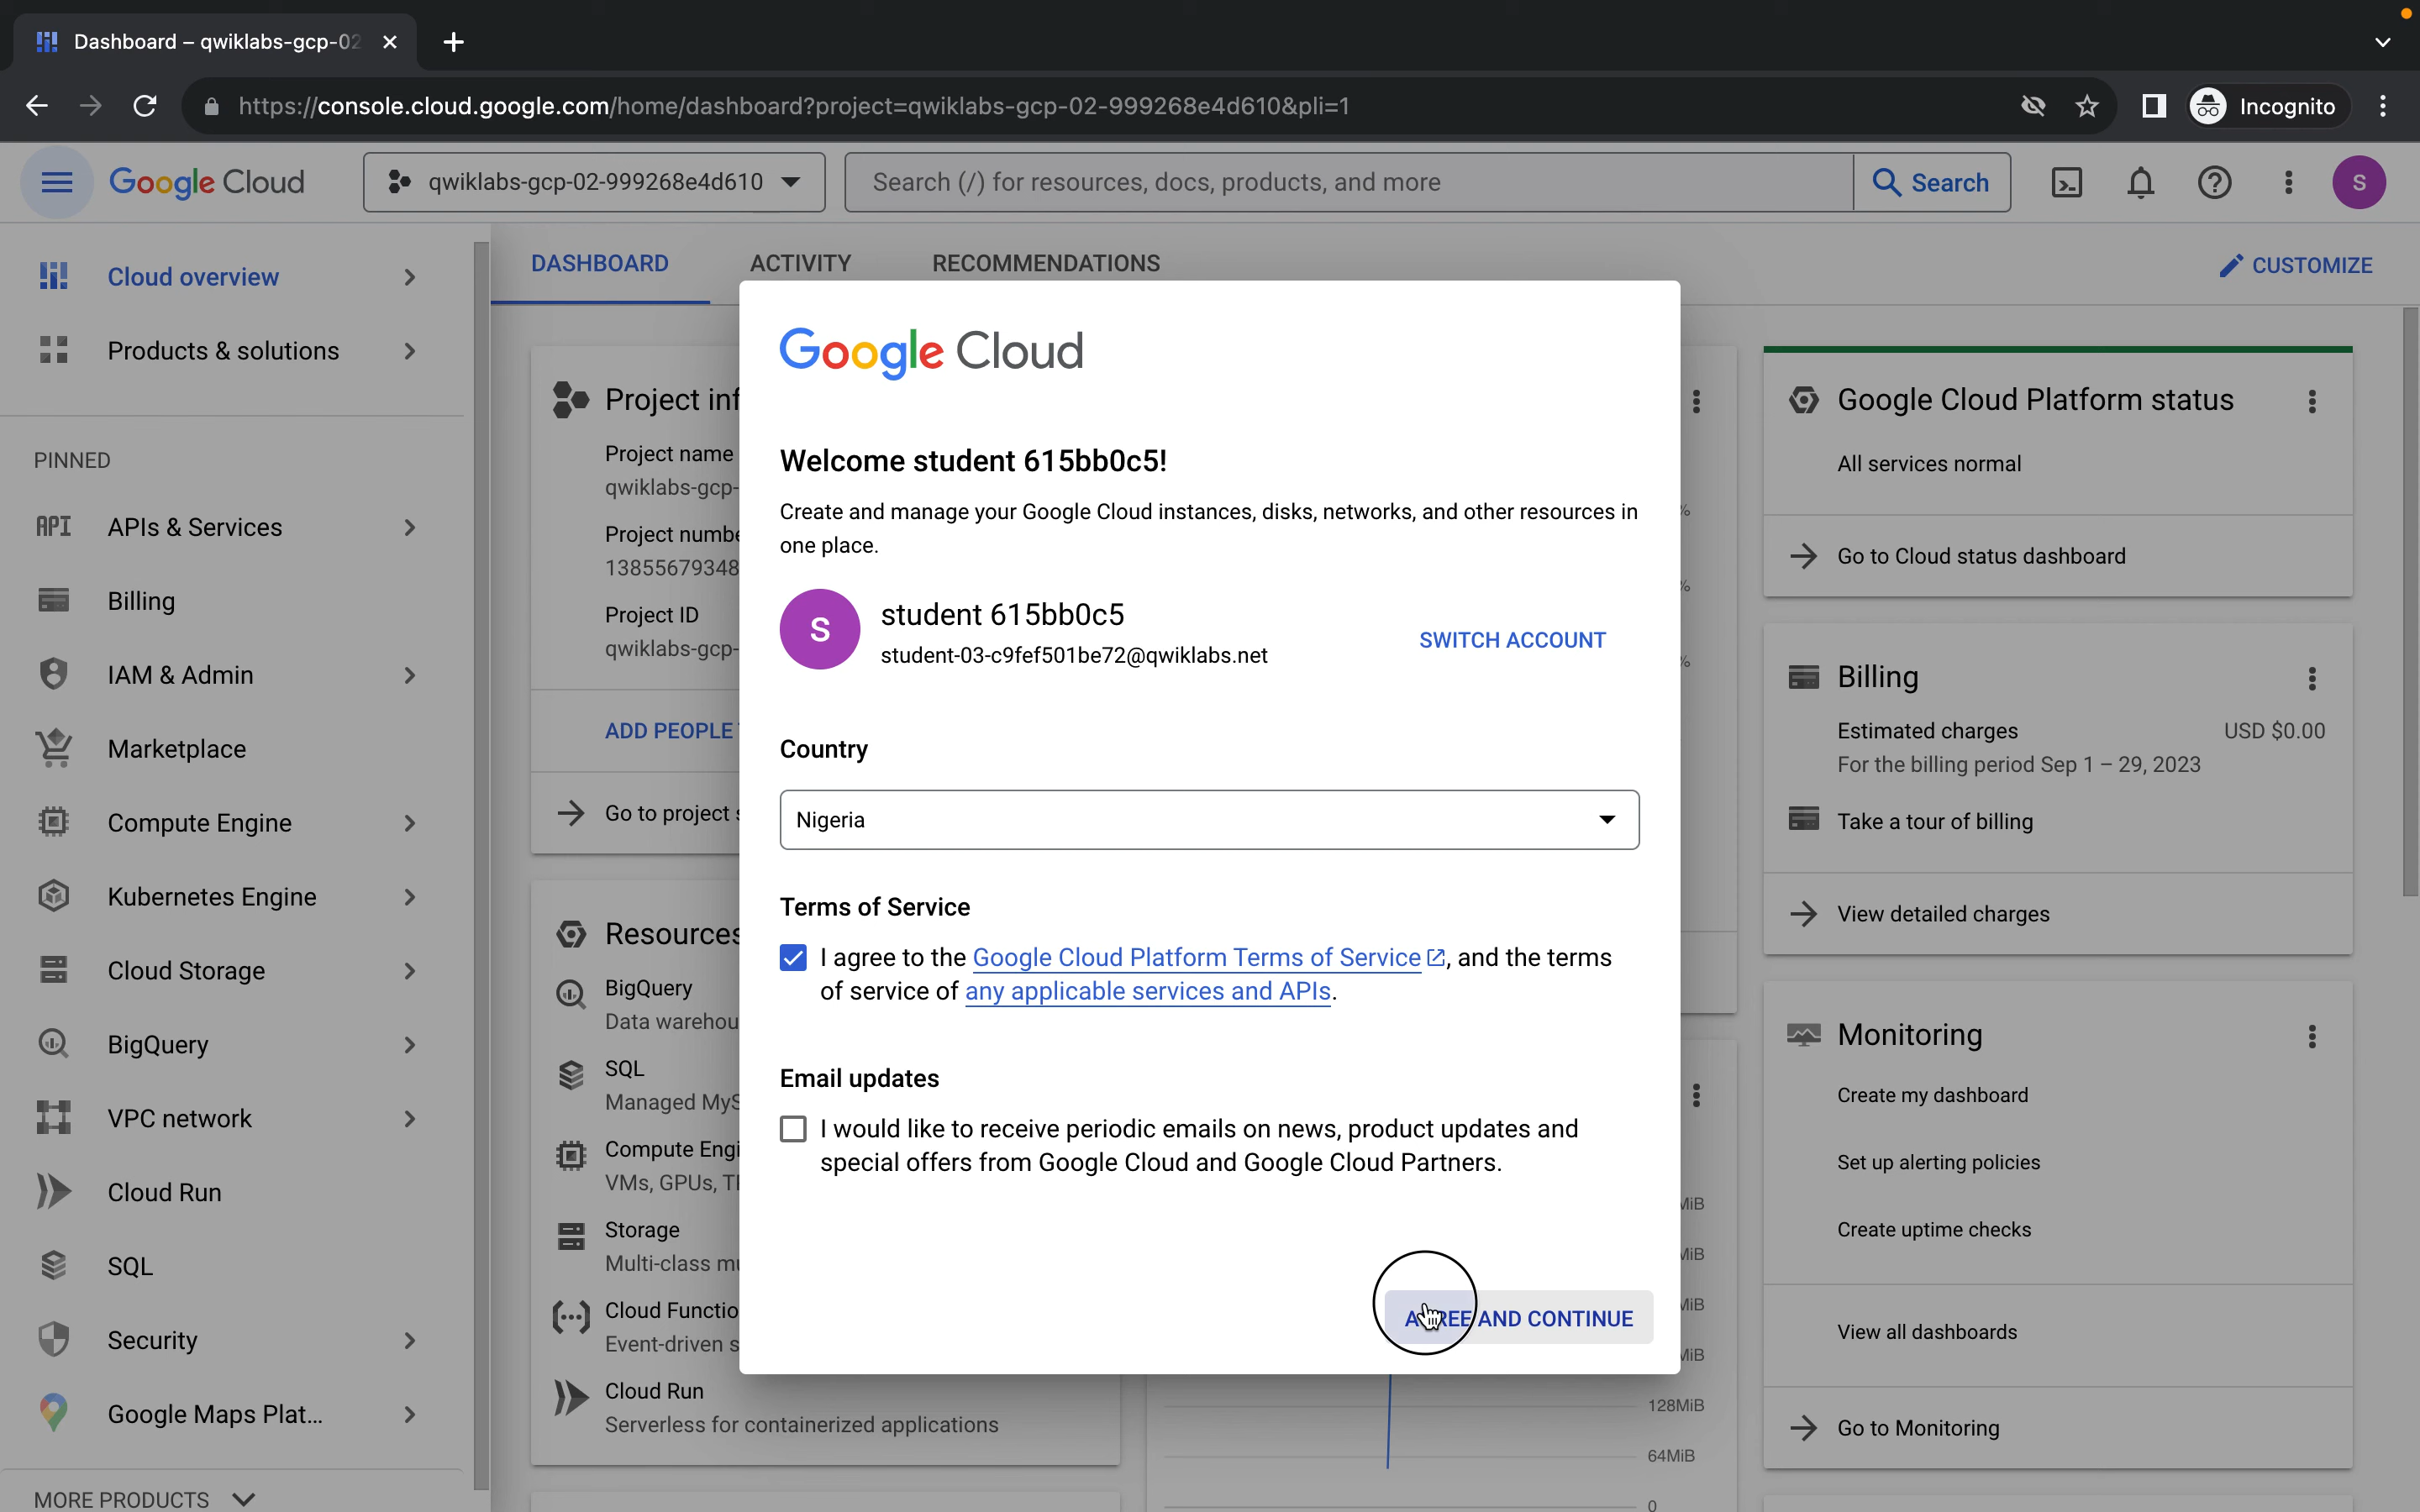 Dashboard – qwiklabs-gcp-02
https://console.cloud.google.com/home/dashboard?project=qwiklabs-gcp-02-999268e4d610&pli=1
Incognito
Google Cloud
qwiklabs-gcp-02-999268e4d610
Search (/) for resources, docs, products, and more
Search
S
Cloud overview
Products & solutions
PINNED
API
APIs & Services
Billing
IAM & Admin
Marketplace
Compute Engine
Kubernetes Engine
Cloud Storage
BigQuery
VPC network
Cloud Run
SQL
Security
Google Maps Plat...
MORE PRODUCTS
DASHBOARD
ACTIVITY
RECOMMENDATIONS
CUSTOMIZE
Project inf
Project name
qwiklabs-gcp-
Project numbe
13855679348
Project ID
qwiklabs-gcp-
ADD PEOPLE
Go to project s
Resources
BigQuery
Data warehou
SQL
Managed MyS
Compute Engi
VMs, GPUs, T
Storage
Multi-class mu
Cloud Functio
Event-driven s
Cloud Run
Serverless for containerized applications
Google Cloud
Welcome student 615bb0c5!
Create and manage your Google Cloud instances, disks, networks, and other resources in
one place.
S
student 615bb0c5
student-03-c9fef501be72@qwiklabs.net
SWITCH ACCOUNT
Country
Nigeria
Terms of Service
I agree to the Google Cloud Platform Terms of Service, and the terms
of service of any applicable services and APIs.
Email updates
I would like to receive periodic emails on news, product updates and
special offers from Google Cloud and Google Cloud Partners.
AGREE AND CONTINUE
%
%
%
MiB
MiB
MiB
MiB
128MiB
64MiB
0
Google Cloud Platform status
All services normal
Go to Cloud status dashboard
Billing
Estimated charges
USD $0.00
For the billing period Sep 1 – 29, 2023
Take a tour of billing
View detailed charges
Monitoring
Create my dashboard
Set up alerting policies
Create uptime checks
View all dashboards
Go to Monitoring